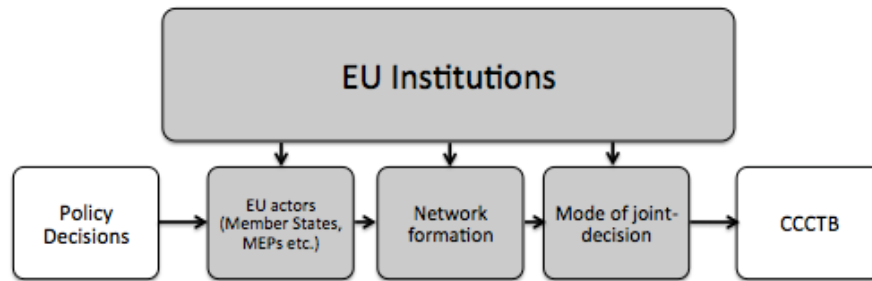 EU Institutions
Policy
Decisions
EU actors
(Member States,
MEPs etc.)
Network
formation
Mode of joint-
decision
CCCTB